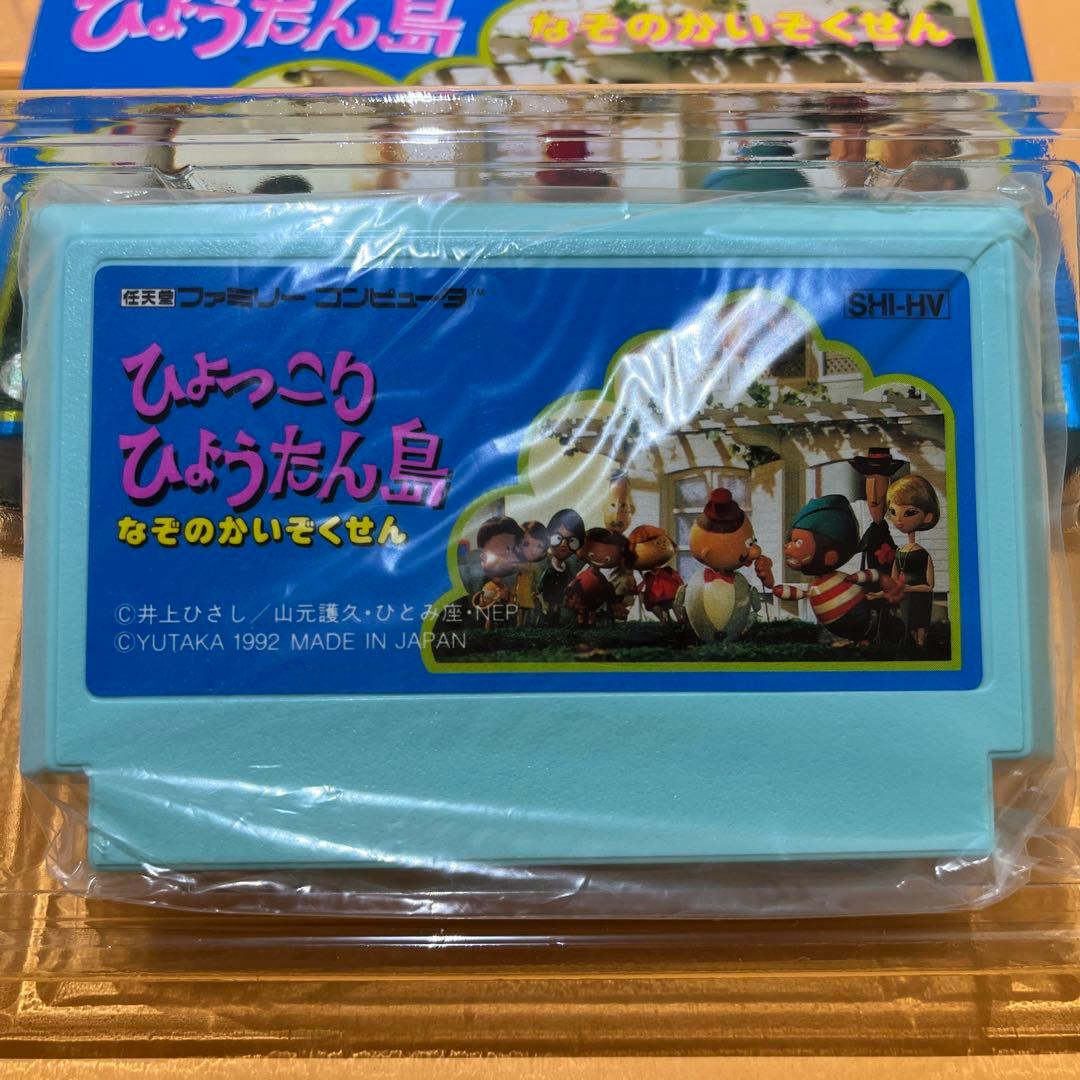 ひょうたん島
なぞのかいぞくせん
任天堂 ファミリー コンピュータ™
SHI-HV
ひょっこり
ひょうたん島
なぞのかいぞくせん
©井上ひさし/山元護久・ひとみ座・NEP
©YUTAKA 1992 MADE IN JAPAN